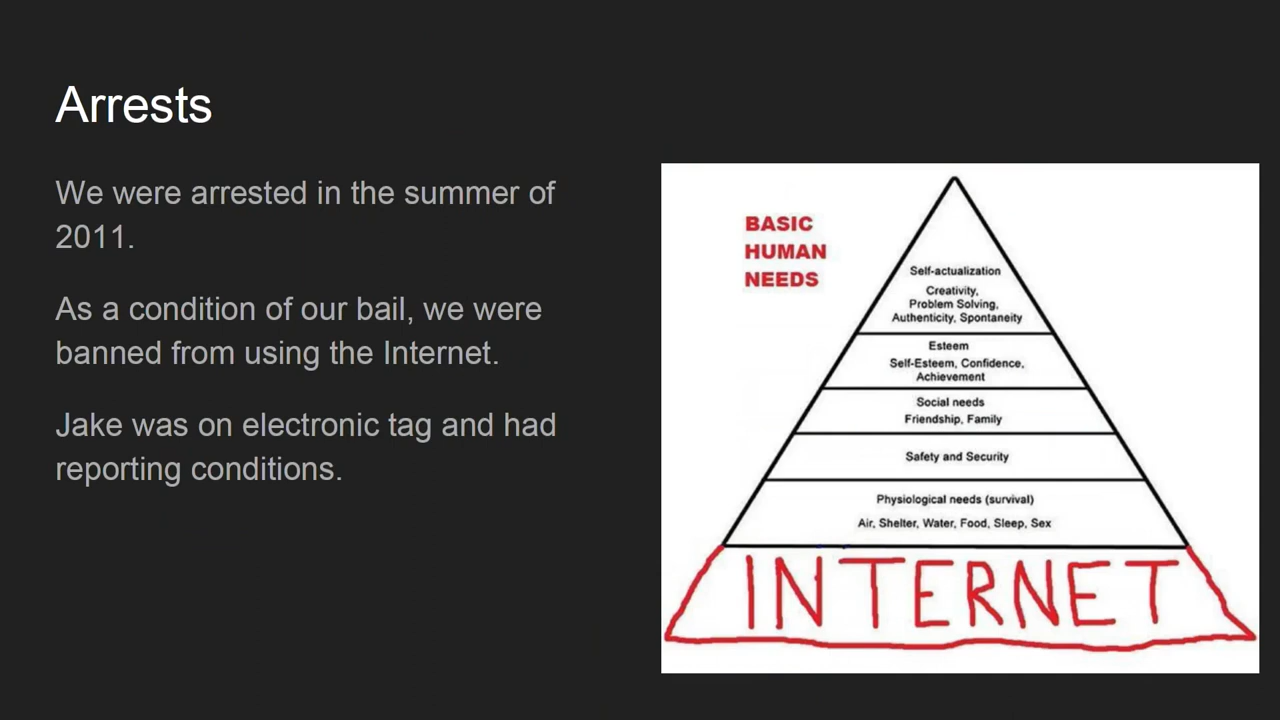 Arrests
We were arrested in the summer of
2011.
As a condition of our bail, we were
banned from using the Internet.
Jake was on electronic tag and had
reporting conditions.
BASIC
HUMAN
NEEDS
Self-actualization
Creativity,
Problem Solving,
Authenticity, Spontaneity
Esteem
Self-Esteem, Confidence,
Achievement
Social needs
Friendship, Family
Safety and Security
Physiological needs (survival)
Air, Shelter, Water, Food, Sleep, Sex
INTERNET